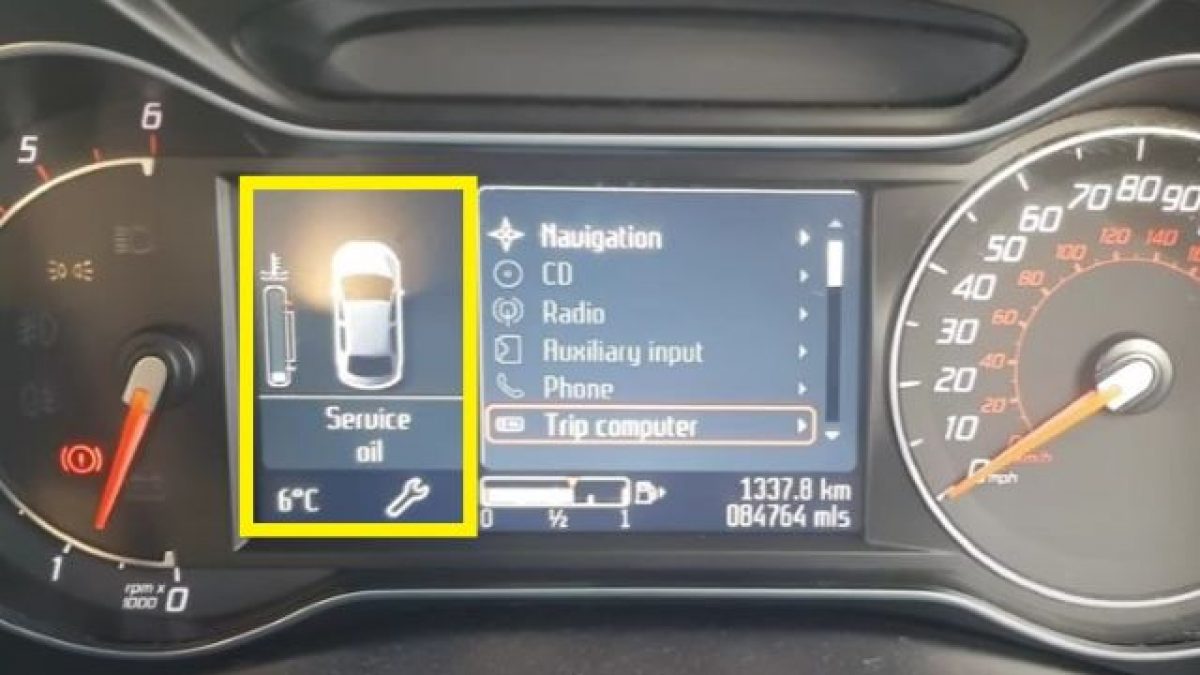 6
5
1
rpm x
1000
0
Service
oil
6°C
Navigation
CD
Radio
Auxiliary input
Phone
Trip computer
0 ½ 1
1337.8 km
084764 mls
80
90
70
60
50
40
30
20
10
0 mph
120
140
100
80
60
40
20